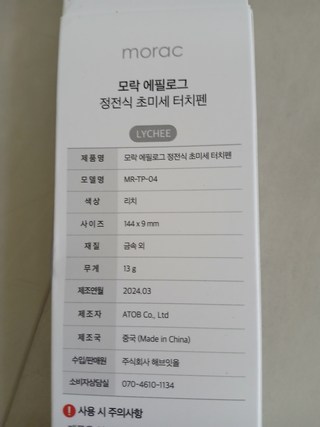 morac
모락 에필로그
정전식 초미세 터치펜
LYCHEE
제품명 모락 에필로그 정전식 초미세 터치펜
모델명 MR-TP-04
색상 리치
사이즈 144 x 9 mm
재질 금속 외
무게 13 g
제조연월 2024.03
제조자 ATOB Co., Ltd
제조국 중국 (Made in China)
수입/판매원 주식회사 해브잇올
소비자상담실 070-4610-1134
! 사용 시 주의사항